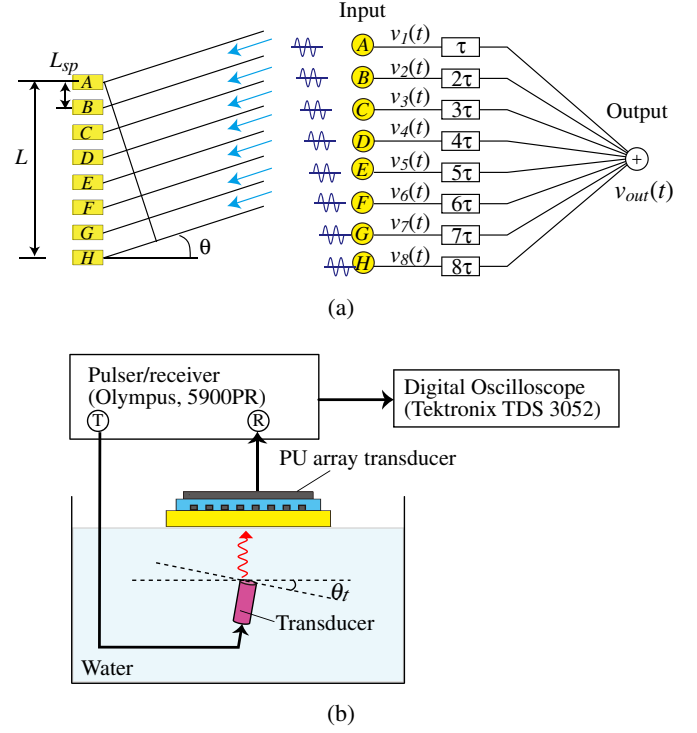 Input
Output
L_sp
L
θ
A
B
C
D
E
F
G
H
A v_1(t) τ
B v_2(t) 2τ
C v_3(t) 3τ
D v_4(t) 4τ
E v_5(t) 5τ
F v_6(t) 6τ
G v_7(t) 7τ
H v_8(t) 8τ
+
v_out(t)
(a)
Pulser/receiver
(Olympus, 5900PR)
T
R
Digital Oscilloscope
(Tektronix TDS 3052)
PU array transducer
θ_t
Transducer
Water
(b)